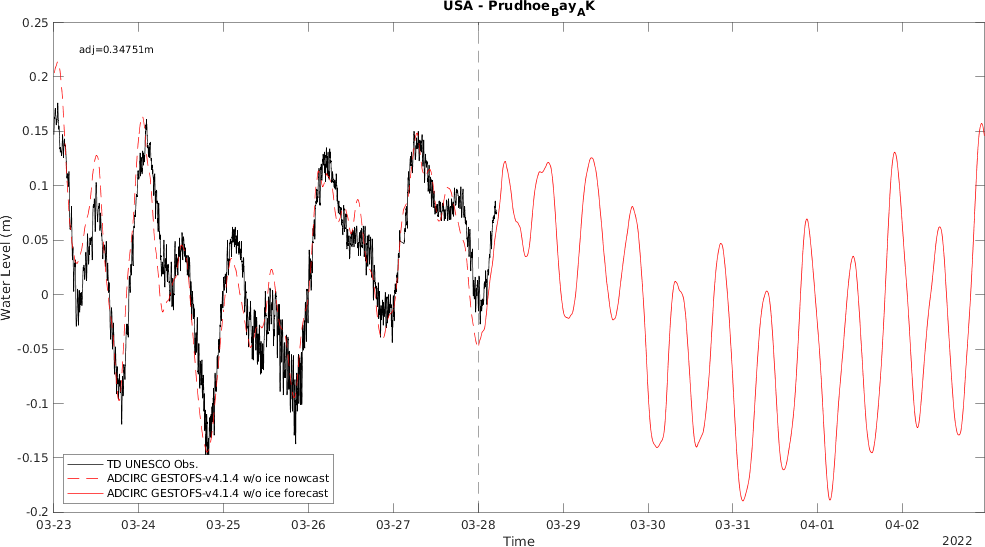 USA - Prudhoe_Bay_AK
adj=0.34751m
0.25
0.2
0.15
0.1
0.05
0
-0.05
-0.1
-0.15
-0.2
Water Level (m)
TD UNESCO Obs.
ADCIRC GESTOFS-v4.1.4 w/o ice nowcast
ADCIRC GESTOFS-v4.1.4 w/o ice forecast
03-23 03-24 03-25 03-26 03-27 03-28 03-29 03-30 03-31 04-01 04-02
Time
2022